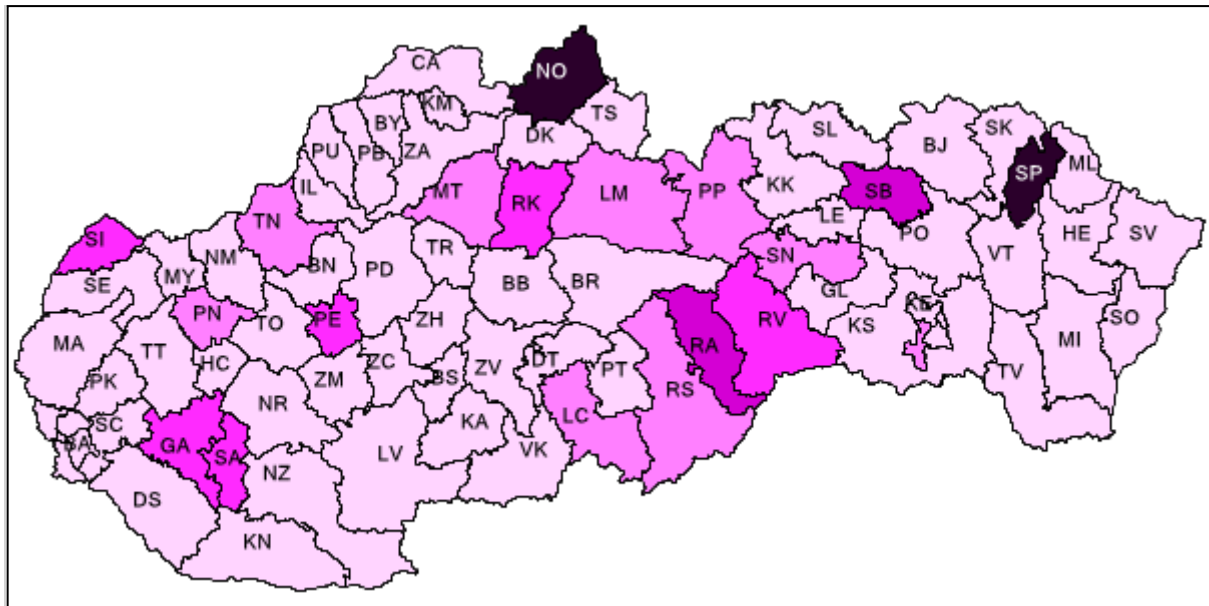 CA
NO
KM
TS
BY
DK
PU
PB
ZA
SL
BJ
SK
ML
SP
IL
MT
RK
LM
PP
KK
SB
TN
LE
SI
TR
PO
HE
SV
NM
BN
PD
SN
VT
MY
SE
BB
BR
GL
PN
TO
PE
ZH
RV
KE
KS
SO
MA
TT
RA
MI
HC
ZC
DT
PT
PK
ZM
BS
ZV
RS
TV
NR
SC
KA
LC
BA
GA
SA
LV
VK
NZ
DS
KN